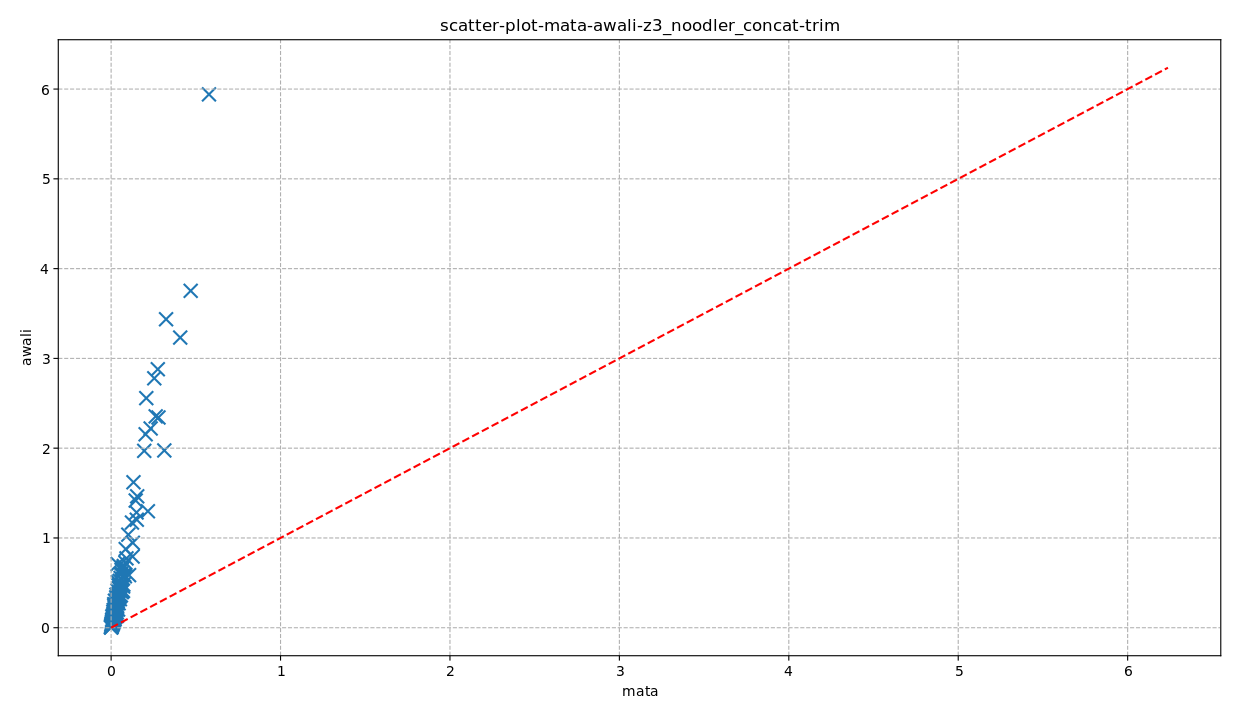 scatter-plot-mata-awali-z3_noodler_concat-trim
awali
6
5
4
3
2
1
0
0 1 2 3 4 5 6
mata